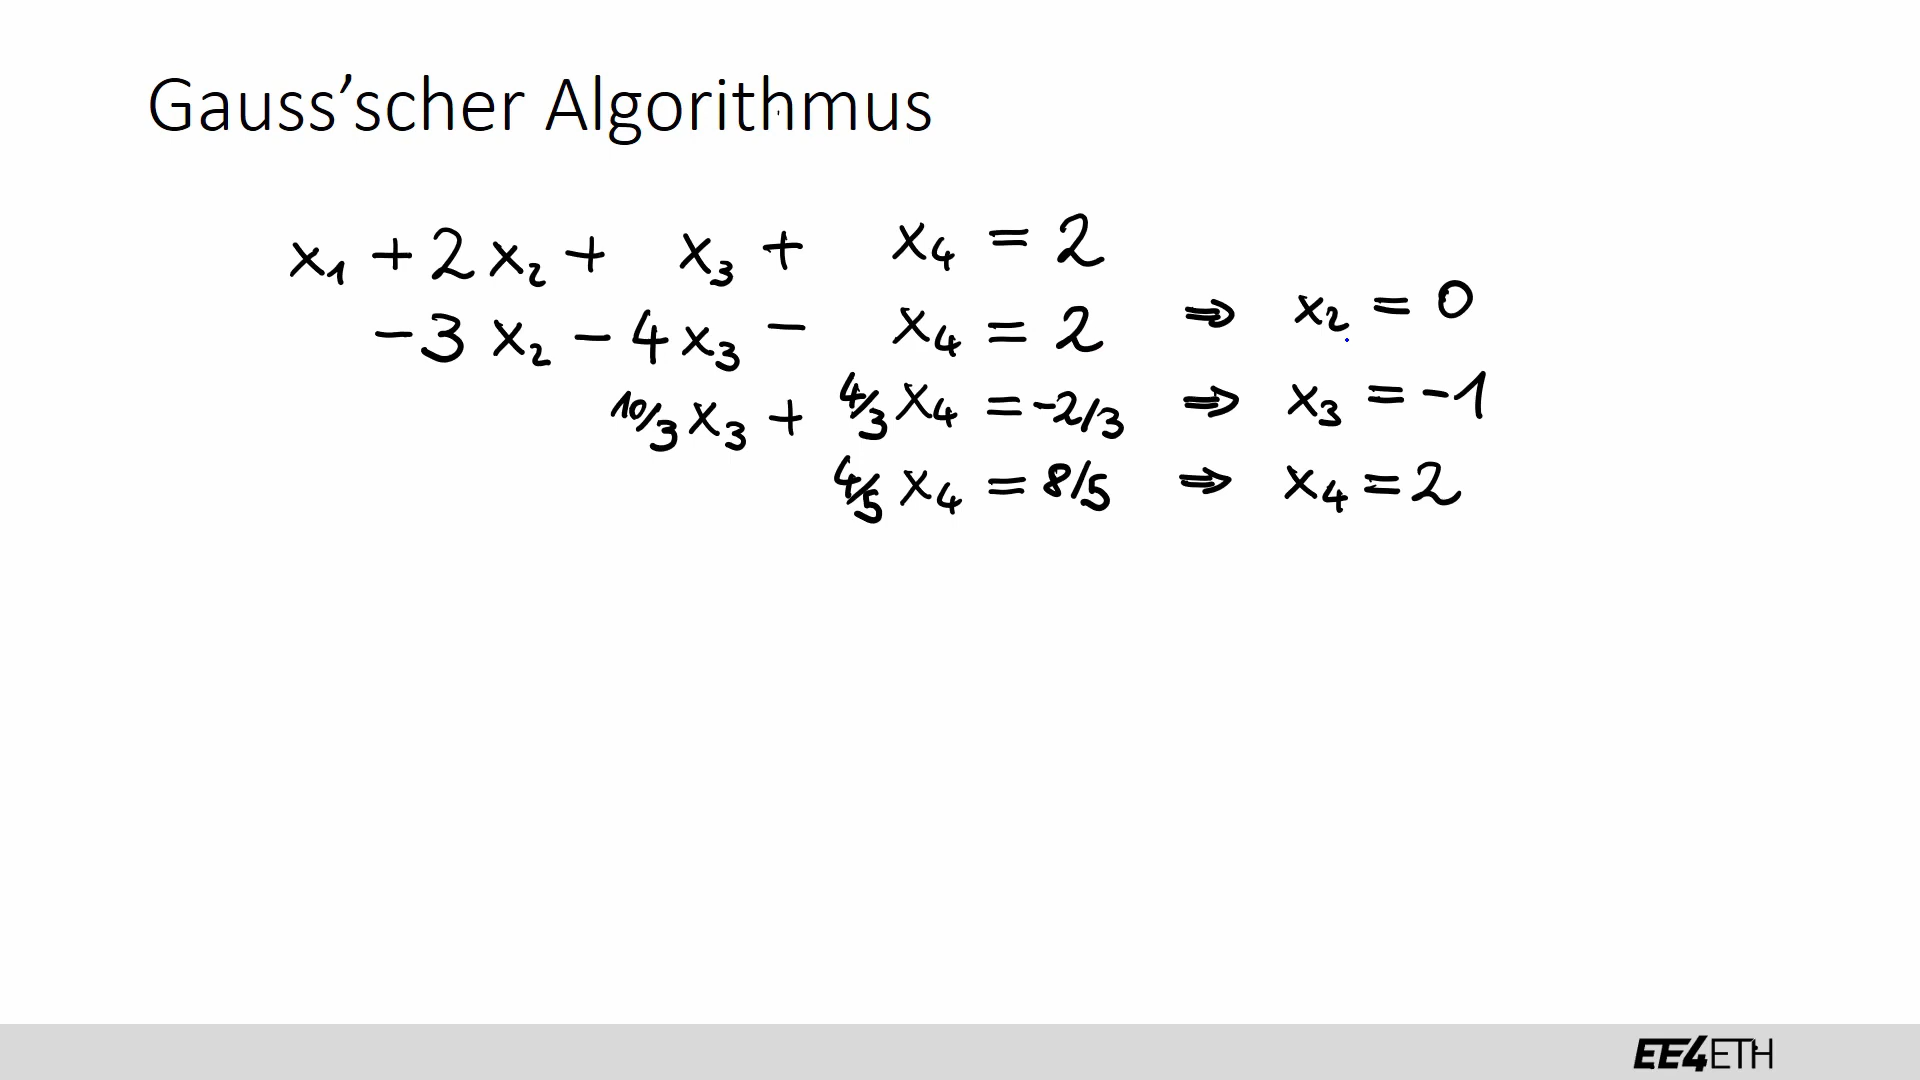 Gauss’scher Algorithmus
x₁ + 2x₂ + x₃ + x₄ = 2
-3x₂ - 4x₃ - x₄ = 2 ⇒ x₂ = 0
10/3 x₃ + 4/3 x₄ = -2/3 ⇒ x₃ = -1
4/5 x₄ = 8/5 ⇒ x₄ = 2
EE4ETH